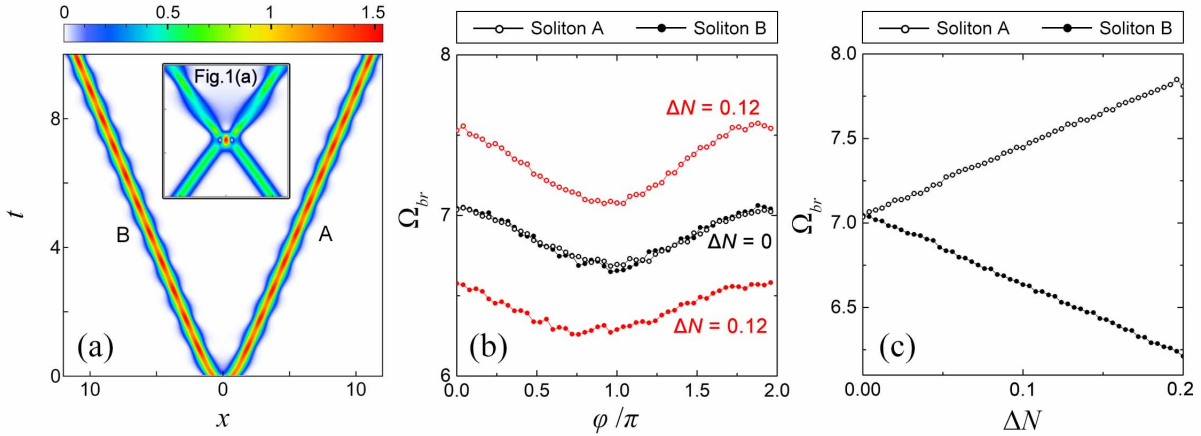 0 0.5 1 1.5
Fig.1(a)
B
A
(a)
t
8
4
0
10 0 10
x
Soliton A Soliton B
ΔN = 0.12
ΔN = 0
ΔN = 0.12
(b)
Ω_br
8
7
6
0.0 0.5 1.0 1.5 2.0
φ/π
Soliton A Soliton B
(c)
Ω_br
8.0
7.5
7.0
6.5
0.00 0.1 0.2
ΔN